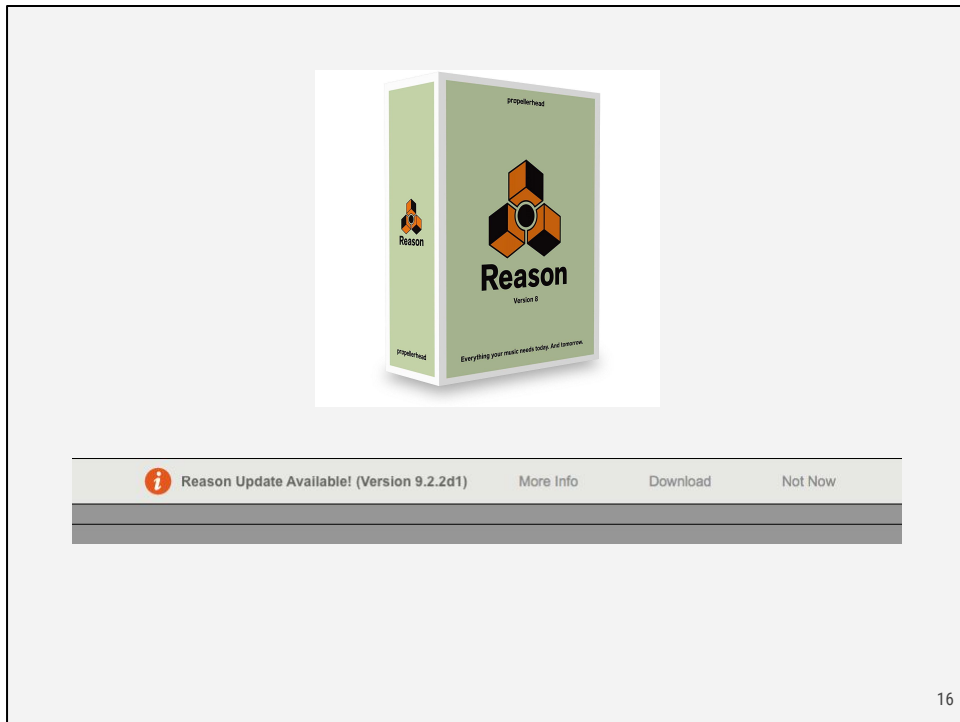 propellerhead
Reason
Reason
Version 8
propellerhead
Everything your music needs today. And tomorrow.
i Reason Update Available! (Version 9.2.2d1) More Info Download Not Now
16